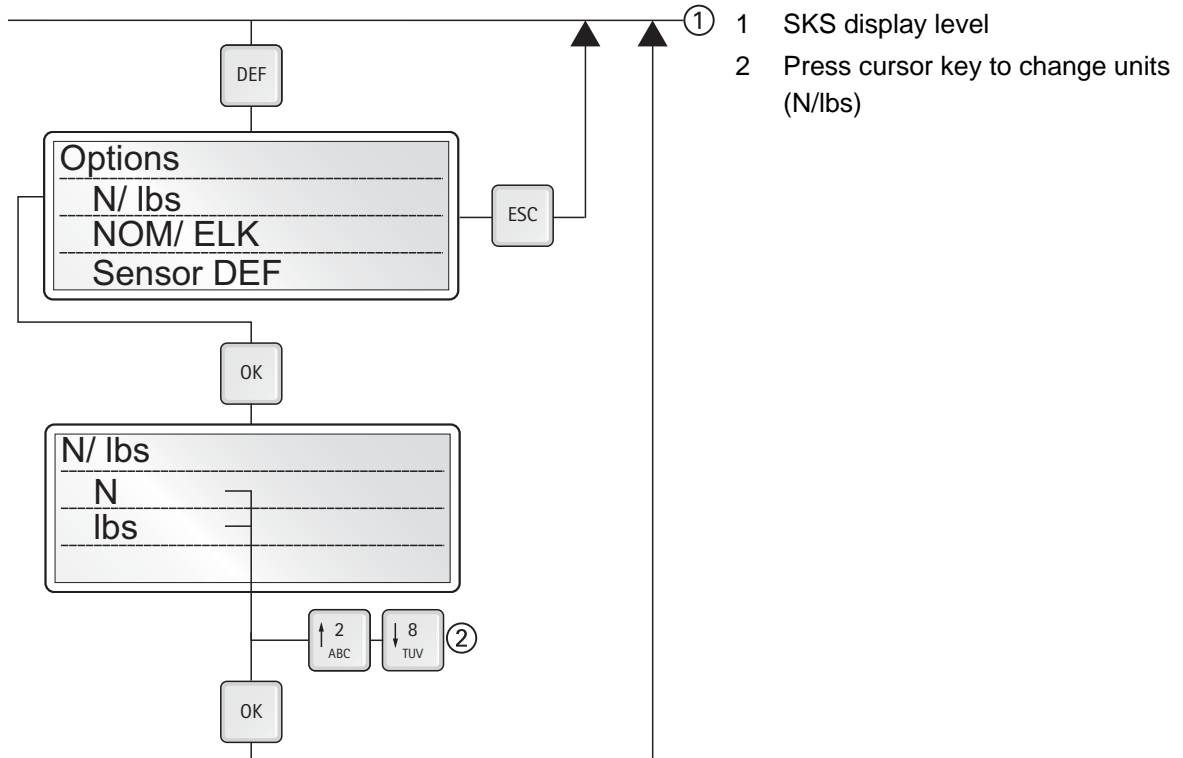 ①
1 SKS display level
2 Press cursor key to change units
(N/lbs)
DEF
Options
N/ lbs
NOM/ ELK
Sensor DEF
ESC
OK
N/ lbs
N
lbs
↑ 2
ABC
↓ 8
TUV
②
OK